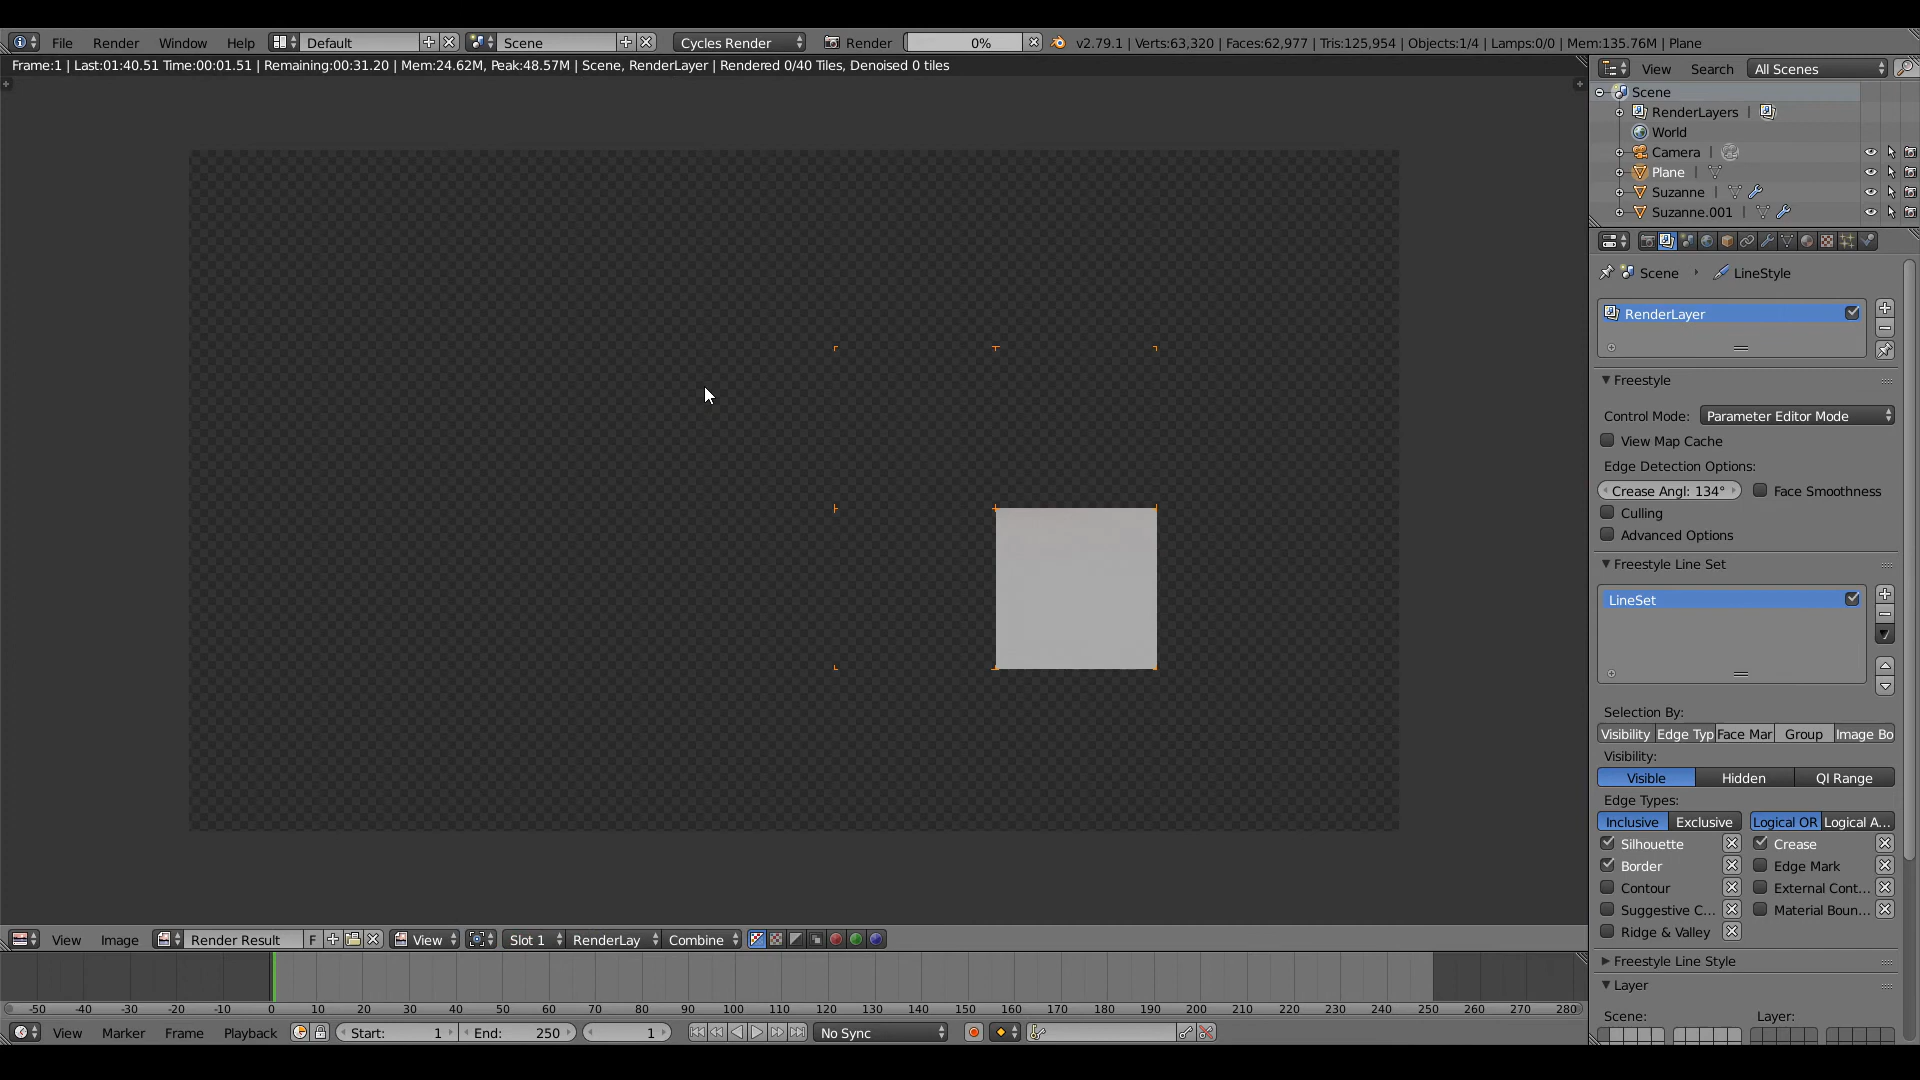 File Render Window Help Default Scene Cycles Render Render 0% v2.79.1 | Verts:63,320 | Faces:62,977 | Tris:125,954 | Objects:1/4 | Lamps:0/0 | Mem:135.76M | Plane
Frame:1 | Last:01:40.51 Time:00:01.51 | Remaining:00:31.20 | Mem:24.62M, Peak:48.57M | Scene, RenderLayer | Rendered 0/40 Tiles, Denoised 0 tiles
View Search All Scenes
Scene
RenderLayers |
World
Camera |
Plane |
Suzanne |
Suzanne.001 |
Scene LineStyle
RenderLayer
Freestyle
Control Mode: Parameter Editor Mode
View Map Cache
Edge Detection Options:
Crease Angl: 134° Face Smoothness
Culling
Advanced Options
Freestyle Line Set
LineSet
Selection By:
Visibility Edge Typ Face Mar Group Image Bo
Visibility:
Visible Hidden QI Range
Edge Types:
Inclusive Exclusive Logical OR Logical A...
Silhouette Crease
Border Edge Mark
Contour External Cont...
Suggestive C... Material Boun...
Ridge & Valley
Freestyle Line Style
Layer
Scene: Layer:
View Image Render Result F View Slot 1 RenderLay Combine
-50 -40 -30 -20 -10 0 10 20 30 40 50 60 70 80 90 100 110 120 130 140 150 160 170 180 190 200 210 220 230 240 250 260 270 280
View Marker Frame Playback Start: 1 End: 250 1 No Sync